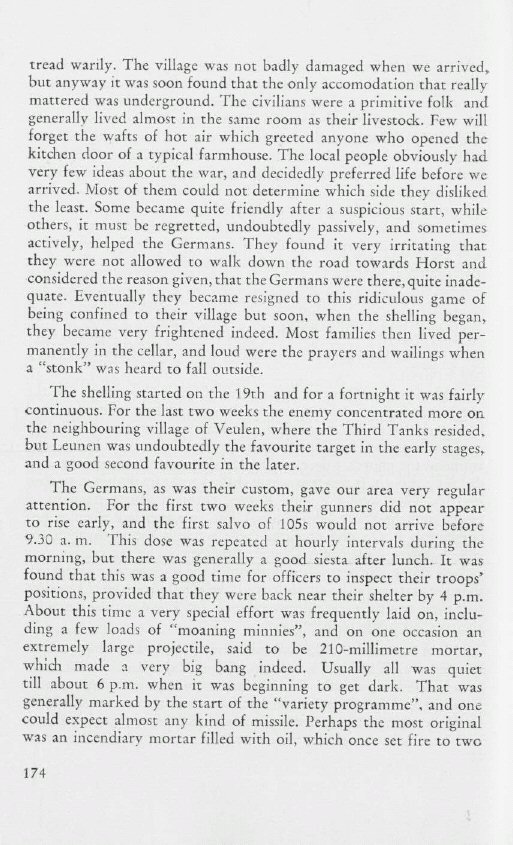 tread warily. The village was not badly damaged when we arrived,
but anyway it was soon found that the only accomodation that really
mattered was underground. The civilians were a primitive folk and
generally lived almost in the same room as their livestock. Few will
forget the wafts of hot air which greeted anyone who opened the
kitchen door of a typical farmhouse. The local people obviously had
very few ideas about the war, and decidedly preferred life before we
arrived. Most of them could not determine which side they disliked
the least. Some became quite friendly after a suspicious start, while
others, it must be regretted, undoubtedly passively, and sometimes
actively, helped the Germans. They found it very irritating that
they were not allowed to walk down the road towards Horst and
considered the reason given, that the Germans were there, quite inade-
quate. Eventually they became resigned to this ridiculous game of
being confined to their village but soon, when the shelling began,
they became very frightened indeed. Most families then lived per-
manently in the cellar, and loud were the prayers and wailings when
a "stonk" was heard to fall outside.
The shelling started on the 19th and for a fortnight it was fairly
continuous. For the last two weeks the enemy concentrated more on
the neighbouring village of Veulen, where the Third Tanks resided,
but Leunen was undoubtedly the favourite target in the early stages,
and a good second favourite in the later.
The Germans, as was their custom, gave our area very regular
attention. For the first two weeks their gunners did not appear
to rise early, and the first salvo of 105s would not arrive before
9.30 a. m. This dose was repeated at hourly intervals during the
morning, but there was generally a good siesta after lunch. It was
found that this was a good time for officers to inspect their troops'
positions, provided that they were back near their shelter by 4 p.m.
About this time a very special effort was frequently laid on, inclu-
ding a few loads of "moaning minnies", and on one occasion an
extremely large projectile, said to be 210-millimetre mortar,
which made a very big bang indeed. Usually all was quiet
till about 6 p.m. when it was beginning to get dark. That was
generally marked by the start of the "variety programme", and one
could expect almost any kind of missile. Perhaps the most original
was an incendiary mortar filled with oil, which once set fire to two
174